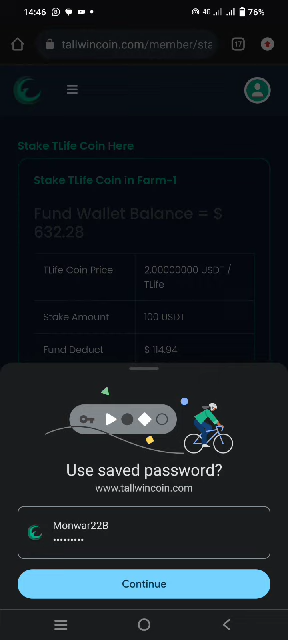 14:46
4G
76%
tallwincoin.com/member/sta
17
Stake TLife Coin Here
Stake TLife Coin in Farm-1
Fund Wallet Balance = $
632.28
TLife Coin Price
2.00000000 USDT /
TLife
Stake Amount
100 USDT
Fund Deduct
$ 114.94
Use saved password?
www.tallwincoin.com
Monwar22B
•••••••••
Continue